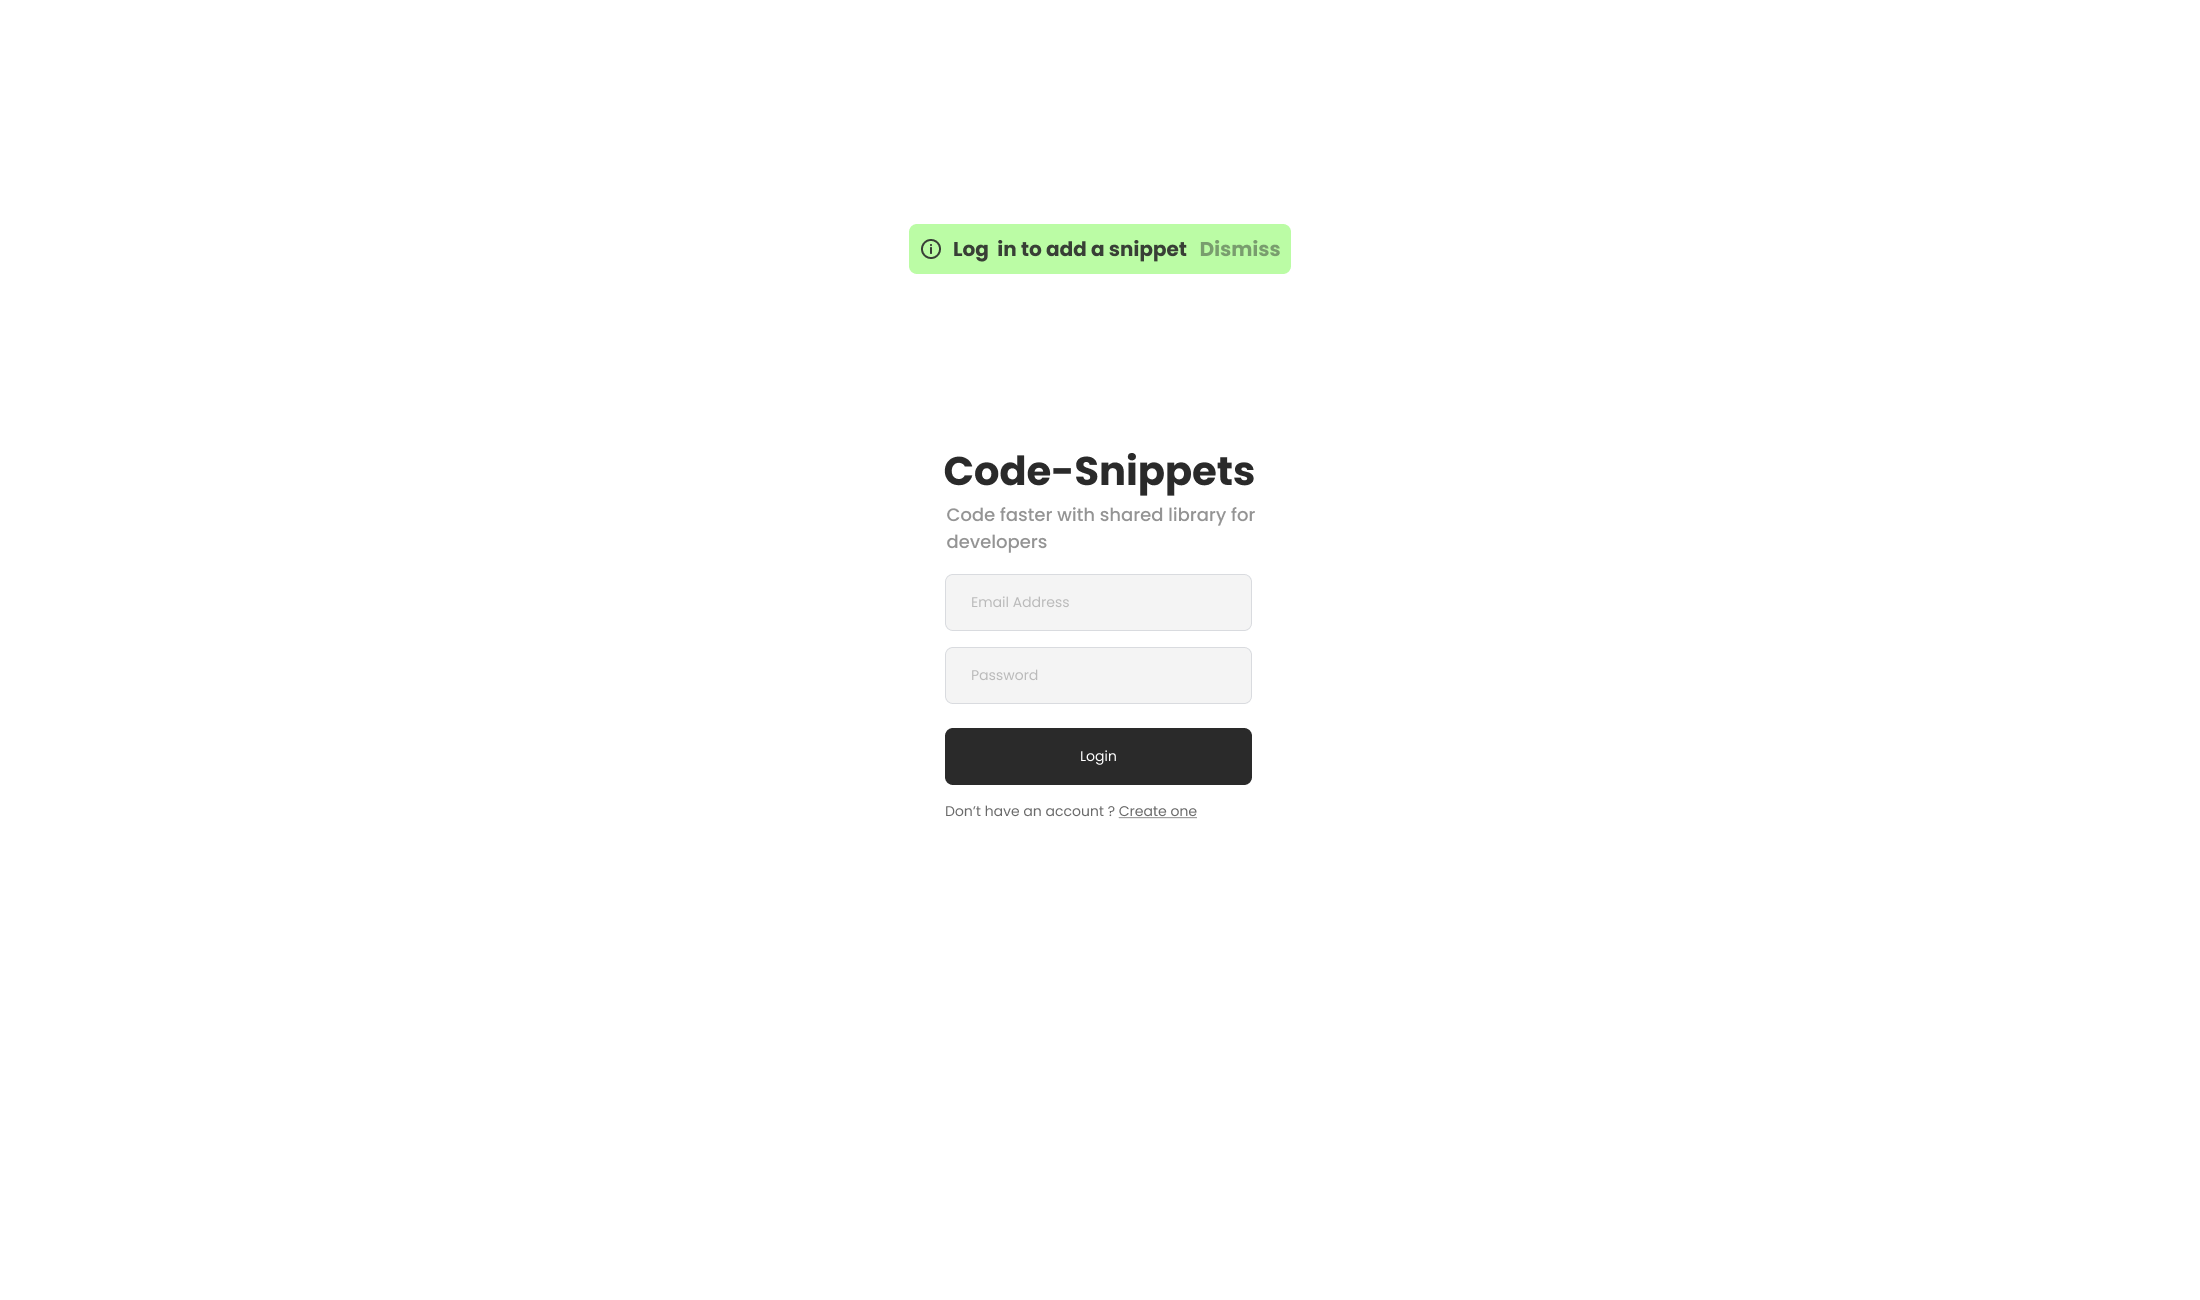 Log in to add a snippet Dismiss
Code-Snippets
Code faster with shared library for
developers
Email Address
Password
Login
Don't have an account ? Create one